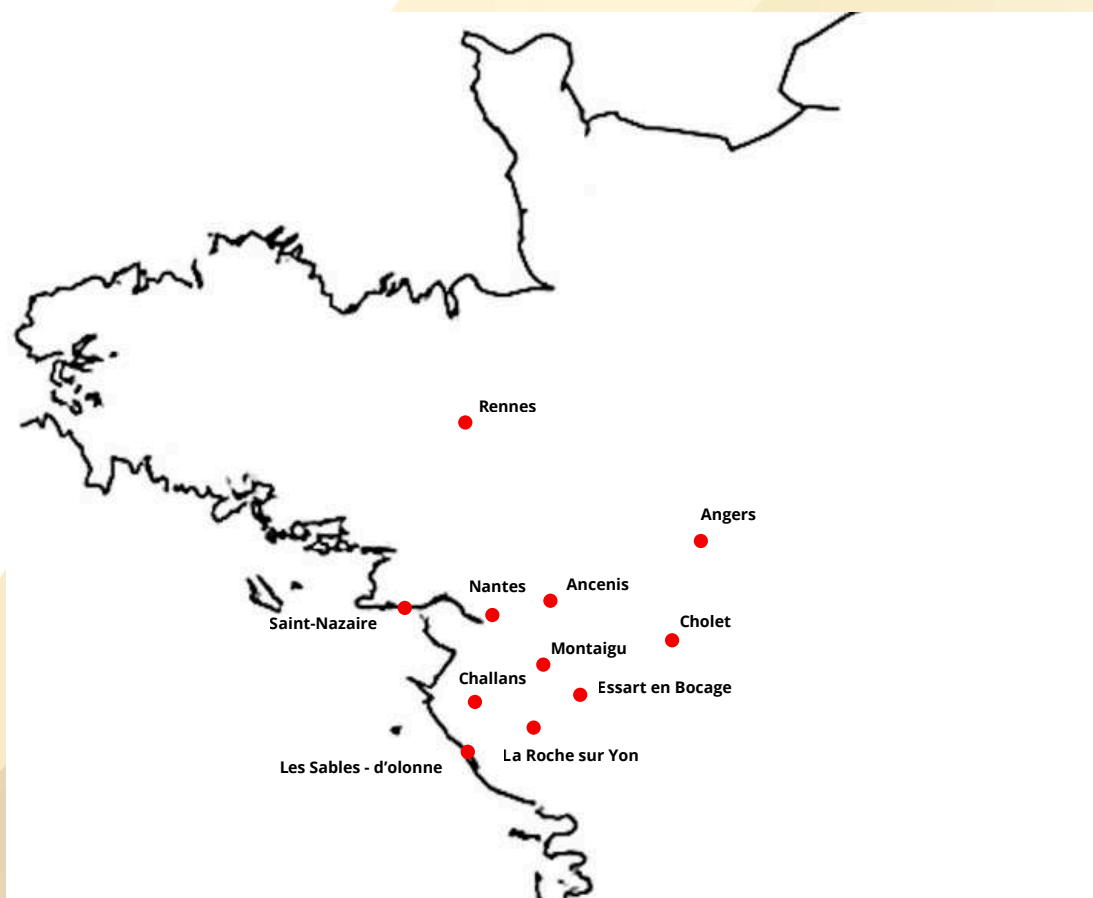 Rennes
Angers
Nantes
Ancenis
Saint-Nazaire
Cholet
Montaigu
Challans
Essart en Bocage
La Roche sur Yon
Les Sables - d'olonne